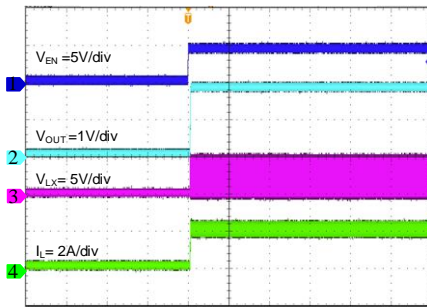 T
V_EN =5V/div
1
V_OUT=1V/div
2
V_LX= 5V/div
3
I_L= 2A/div
4